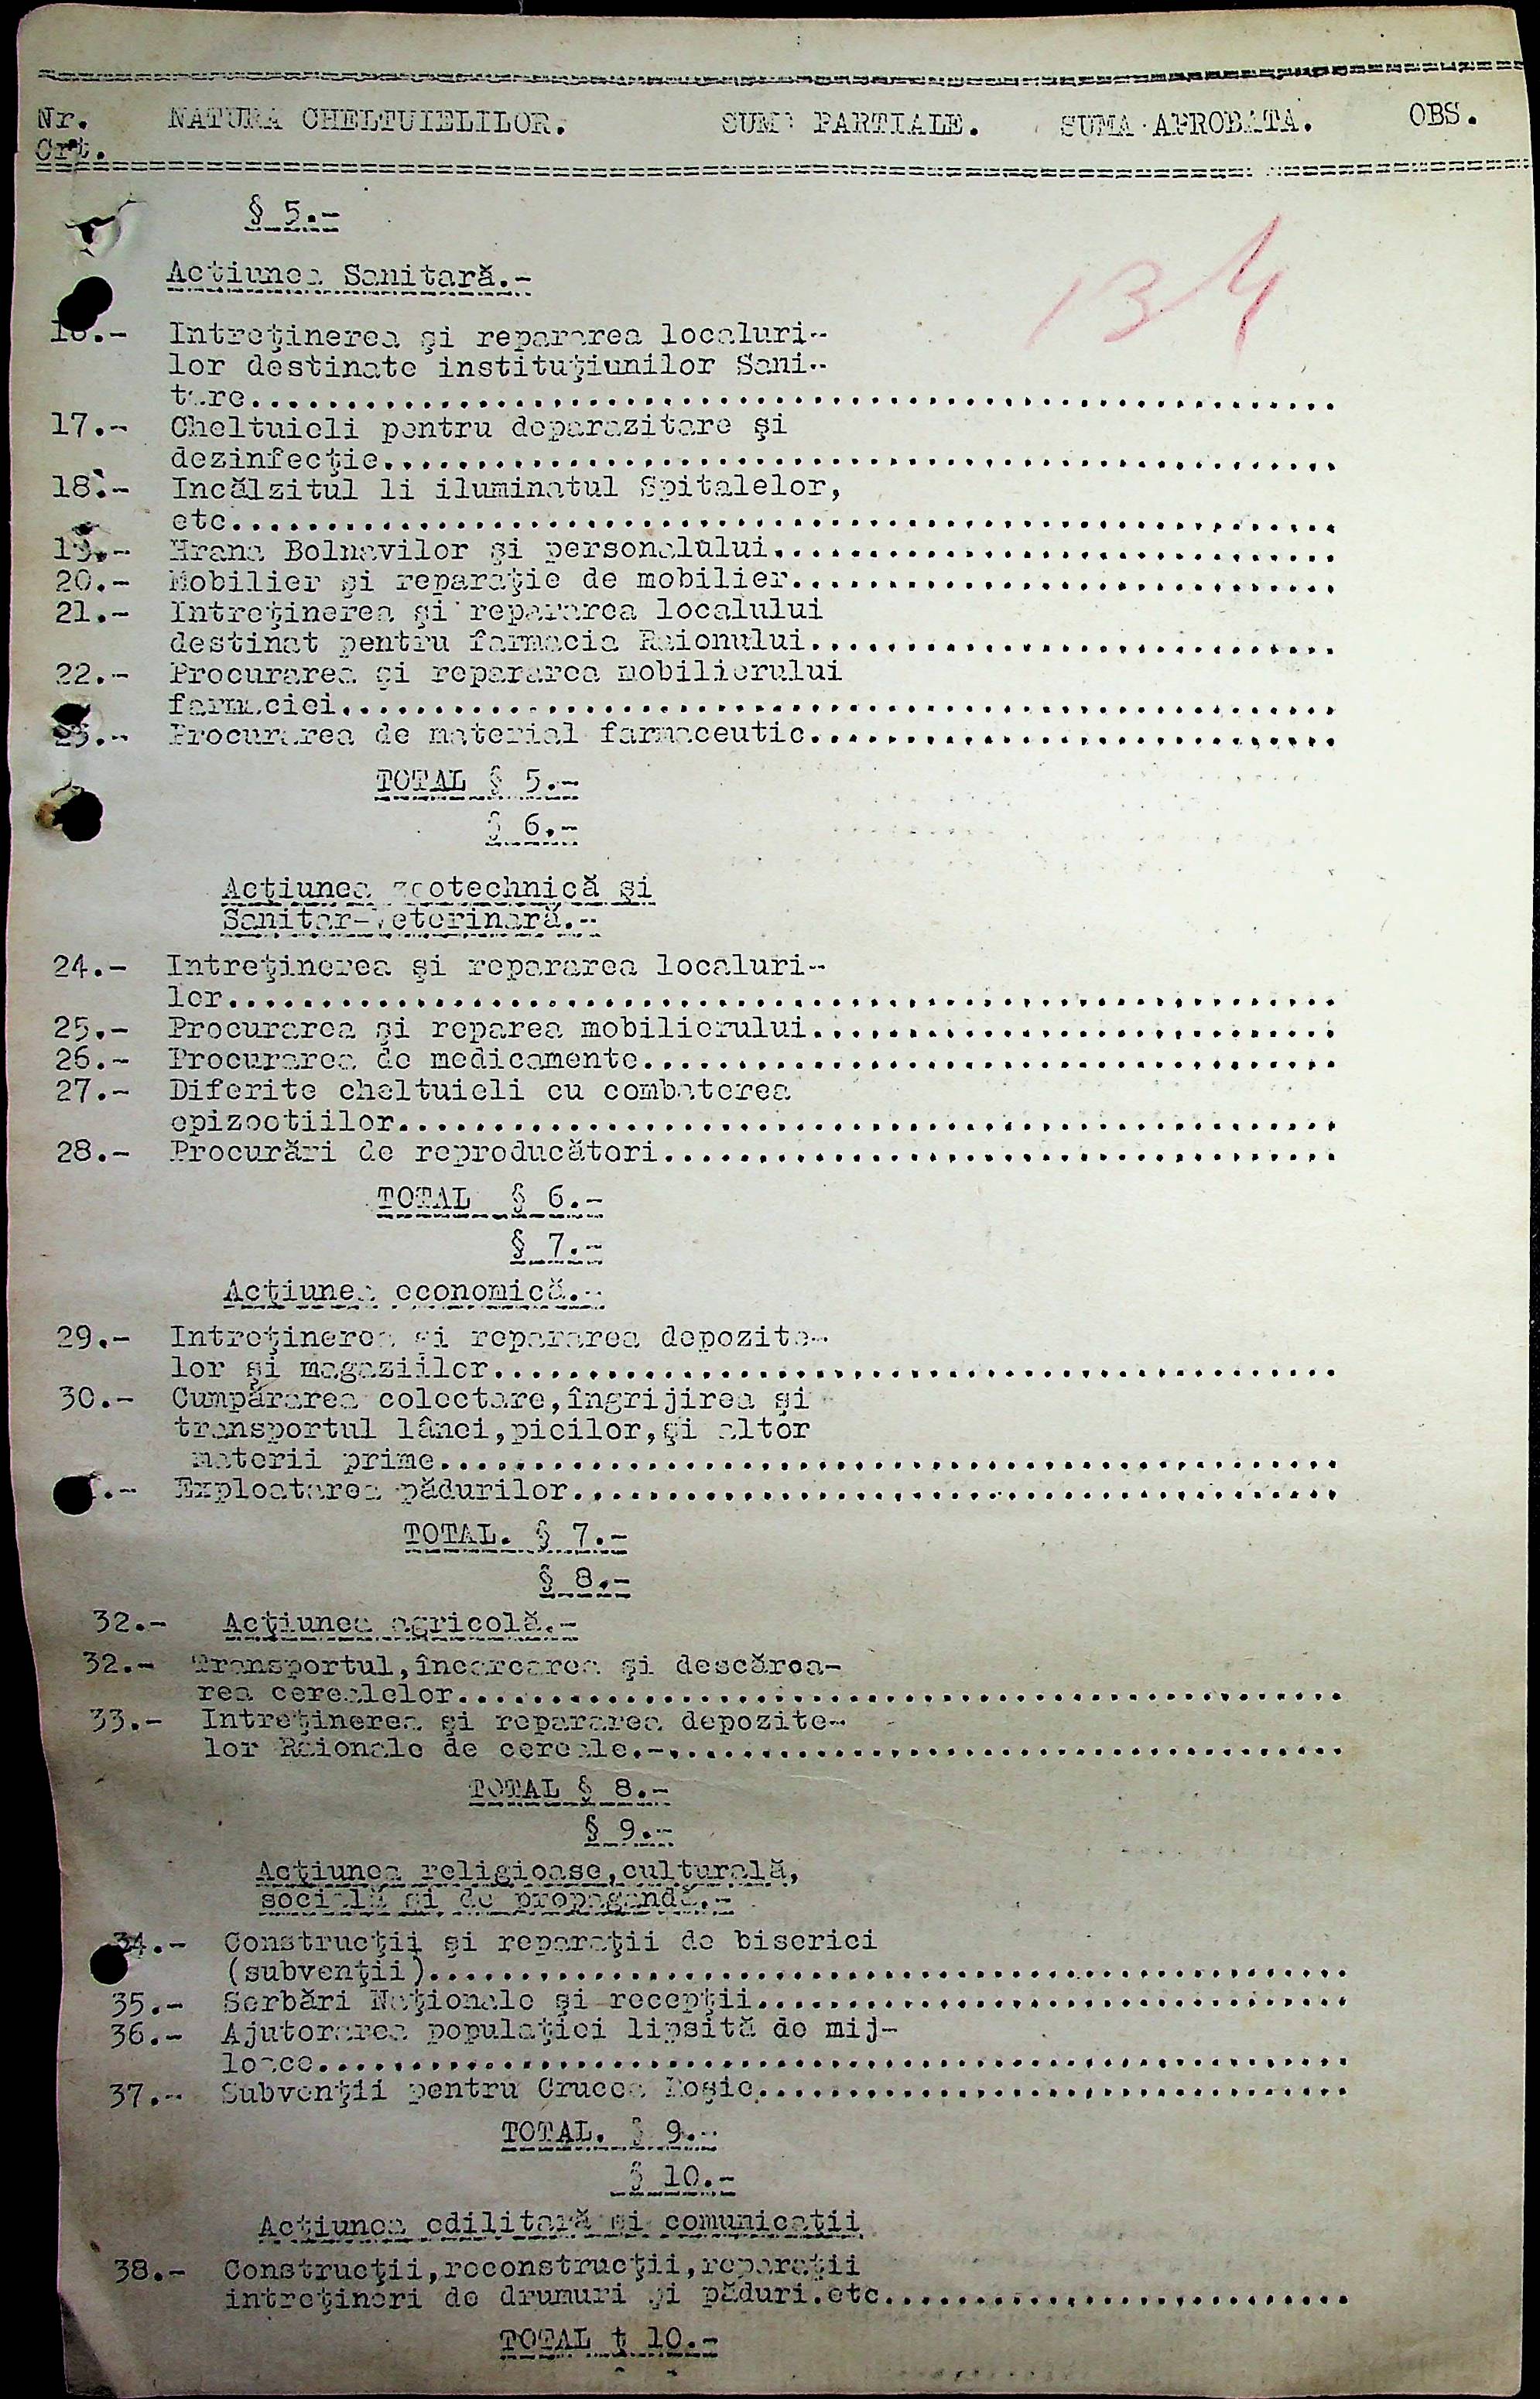 Nr. NATURA CHELTUIELILOR. SUME PARTIALE. SUMA APROBATA. OBS.
Crt.
§ 5.-
134
Acţiunea Sanitară.-
16.- Intreţinerea şi repararea localuri-
lor destinate instituţiunilor Sani-
tare..........................................................
17.- Cheltuieli pentru deparazitare şi
dezinfecţie...................................................
18.- Incălzitul li iluminatul Spitalelor,
etc...........................................................
19.- Hrana Bolnavilor şi personalului..............................
20.- Mobilier şi reparaţie de mobilier.............................
21.- Intreţinerea şi repararea localului
destinat pentru farmacia Raionului............................
22.- Procurarea şi repararea mobilierului
farmaciei.....................................................
23.- Procurarea de material farmaceutic............................
TOTAL § 5.-
§ 6.-
Acţiunea zootechnică şi
Sanitar-Veterinară.-
24.- Intreţinerea şi repararea localuri-
lor...........................................................
25.- Procurarea şi reparea mobilierului............................
26.- Procurarea de medicamente.....................................
27.- Diferite cheltuieli cu combaterea
epizootiilor..................................................
28.- Procurări de reproducători....................................
TOTAL § 6.-
§ 7.-
Acţiunea economică.-
29.- Intreţinerea şi repararea depozite-
lor şi magaziilor.............................................
30.- Cumpărarea colectare,îngrijirea şi
transportul lânei,pieilor,şi altor
materii prime.................................................
.- Exploatarea pădurilor.........................................
TOTAL. § 7.-
§ 8.-
32.- Acţiunea agricolă.-
32.- Transportul,încarcarea şi descărca-
rea cerealelor................................................
33.- Intreţinerea şi repararea depozite-
lor Raionale de cereale.-.....................................
TOTAL § 8.-
§ 9.-
Acţiunea religioase,culturală,
socială şi de propagandă.-
34.- Construcţii şi reparaţii de biserici
(subvenţii)...................................................
35.- Serbări Naţionale şi recepţii.................................
36.- Ajutorarea populaţiei lipsită de mij-
loace.........................................................
37.- Subvenţii pentru Crucea Roşie.................................
TOTAL. § 9.-
§ 10.-
Acţiunea edilitară şi comunicaţii
38.- Construcţii,reconstrucţii,reparaţii
intreţineri de drumuri şi păduri.etc..........................
TOTAL ţ 10.-